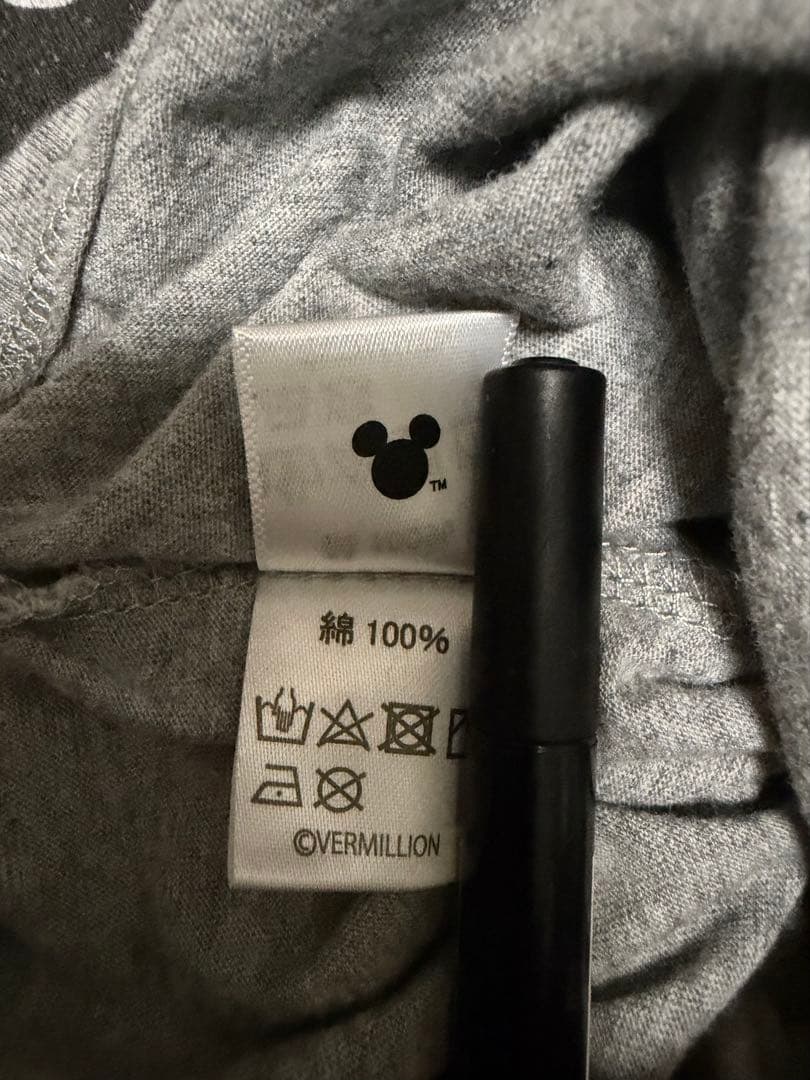 TM
綿 100%
©VERMILLION